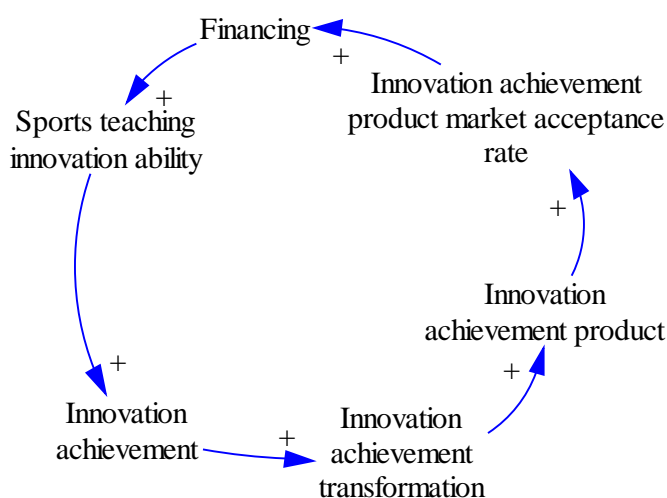 Financing
+
+
Innovation achievement
product market acceptance
rate
Sports teaching
innovation ability
+
Innovation
achievement product
+
+
Innovation
achievement
+
Innovation
achievement
transformation